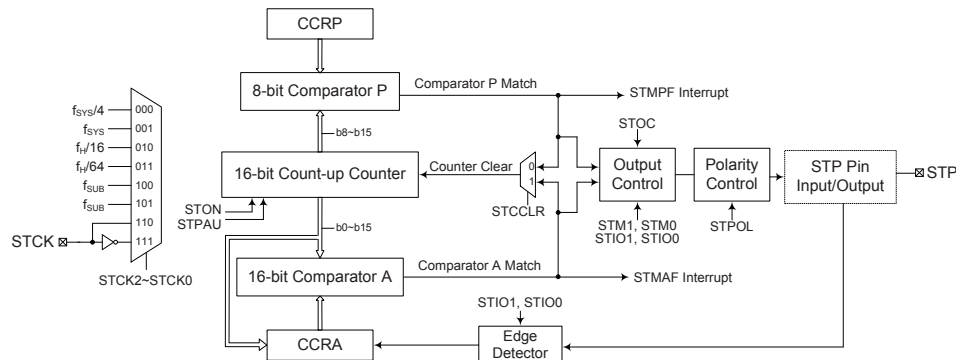 CCRP
8-bit Comparator P
Comparator P Match
STMPF Interrupt
b8~b15
fSYS/4
fSYS
fH/16
fH/64
fSUB
fSUB
000
001
010
011
100
101
110
111
STCK
STCK2~STCK0
16-bit Count-up Counter
STON
STPAU
Counter Clear
0
1
STCCLR
STOC
Output
Control
STM1, STM0
STIO1, STIO0
Polarity
Control
STPOL
STP Pin
Input/Output
STP
b0~b15
16-bit Comparator A
Comparator A Match
STMAF Interrupt
CCRA
STIO1, STIO0
Edge
Detector